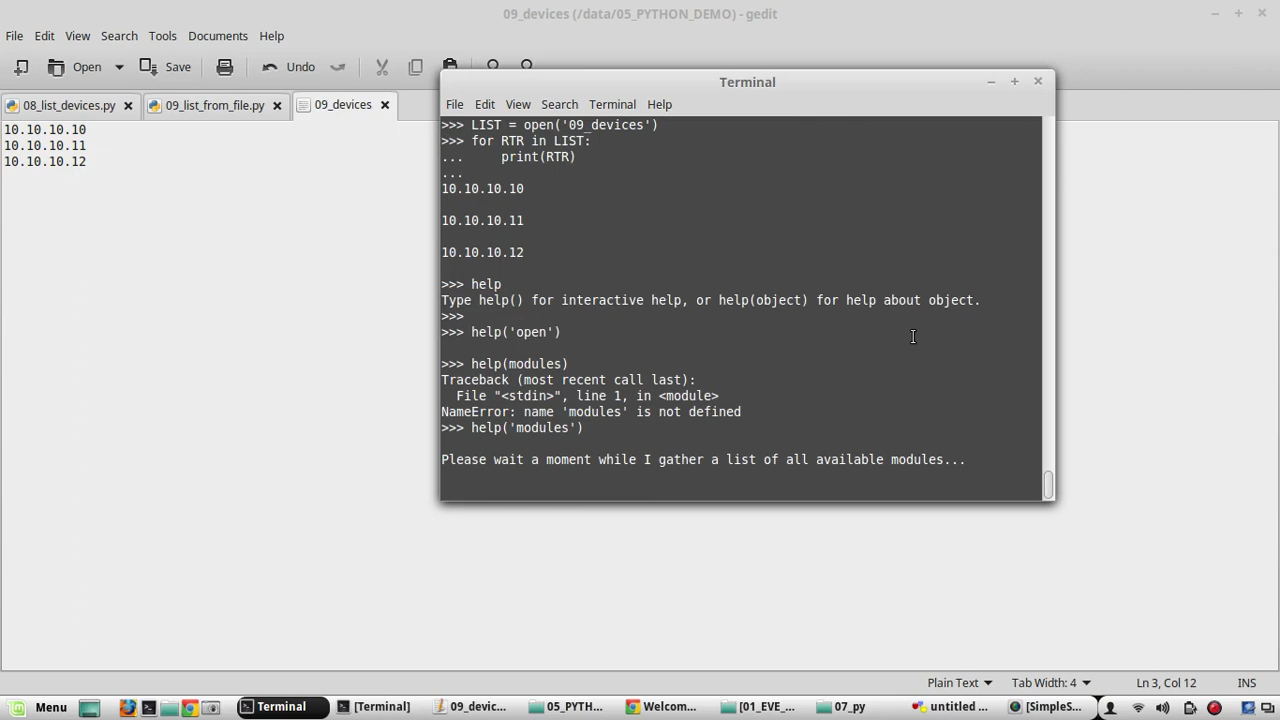 09_devices (/data/05_PYTHON_DEMO) - gedit
File Edit View Search Tools Documents Help
Open Save Undo
08_list_devices.py 09_list_from_file.py 09_devices
10.10.10.10
10.10.10.11
10.10.10.12
Terminal
File Edit View Search Terminal Help
>>> LIST = open('09_devices')
>>> for RTR in LIST:
...     print(RTR)
...
10.10.10.10
10.10.10.11
10.10.10.12
>>> help
Type help() for interactive help, or help(object) for help about object.
>>>
>>> help('open')
>>> help(modules)
Traceback (most recent call last):
  File "<stdin>", line 1, in <module>
NameError: name 'modules' is not defined
>>> help('modules')
Please wait a moment while I gather a list of all available modules...
Plain Text Tab Width: 4 Ln 3, Col 12 INS
Menu Terminal [Terminal] 09_devic... 05_PYTH... Welcom... [01_EVE_... 07_py untitled ... [SimpleS...